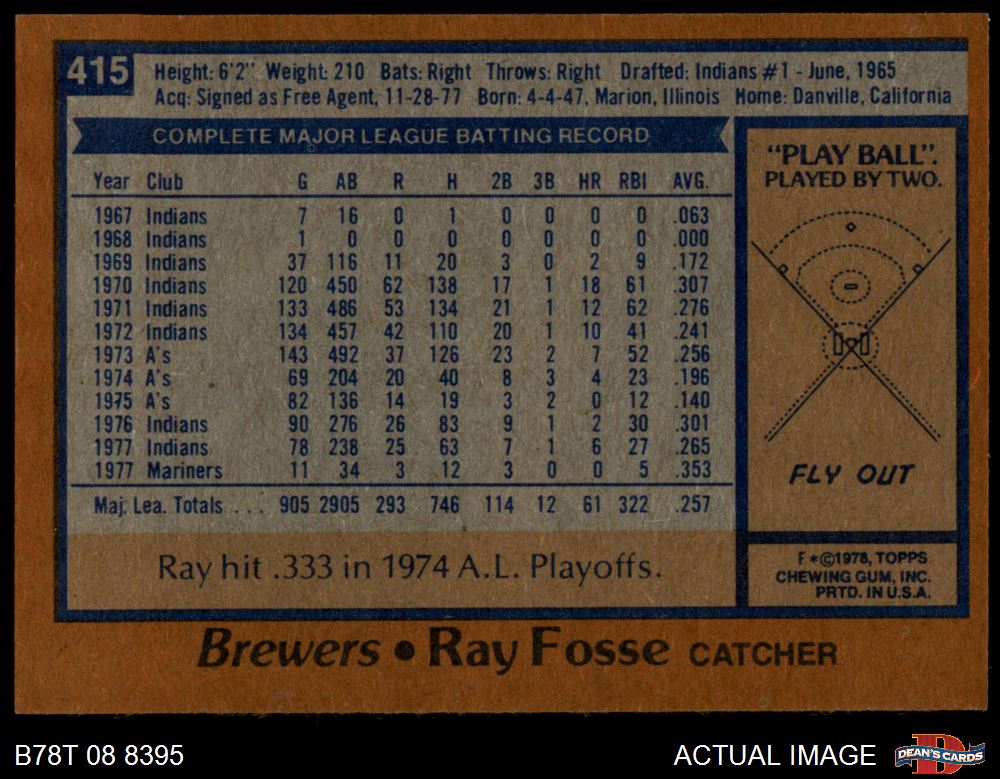 415
Height: 6'2" Weight: 210 Bats: Right Throws: Right Drafted: Indians #1 - June, 1965
Acq: Signed as Free Agent, 11-28-77 Born: 4-4-47, Marion, Illinois Home: Danville, California
COMPLETE MAJOR LEAGUE BATTING RECORD
Year Club G AB R H 2B 3B HR RBI AVG.
1967 Indians 7 16 0 1 0 0 0 0 .063
1968 Indians 1 0 0 0 0 0 0 0 .000
1969 Indians 37 116 11 20 3 0 2 9 .172
1970 Indians 120 450 62 138 17 1 18 61 .307
1971 Indians 133 486 53 134 21 1 12 62 .276
1972 Indians 134 457 42 110 20 1 10 41 .241
1973 A's 143 492 37 126 23 2 7 52 .256
1974 A's 69 204 20 40 8 3 4 23 .196
1975 A's 82 136 14 19 3 2 0 12 .140
1976 Indians 90 276 26 83 9 1 2 30 .301
1977 Indians 78 238 25 63 7 1 6 27 .265
1977 Mariners 11 34 3 12 3 0 0 5 .353
Maj. Lea. Totals . . . 905 2905 293 746 114 12 61 322 .257
Ray hit .333 in 1974 A.L. Playoffs.
"PLAY BALL".
PLAYED BY TWO.
FLY OUT
F*©1978, TOPPS
CHEWING GUM, INC.
PRTD. IN U.S.A.
Brewers • Ray Fosse CATCHER
B78T 08 8395
ACTUAL IMAGE
D
DEAN'S CARDS